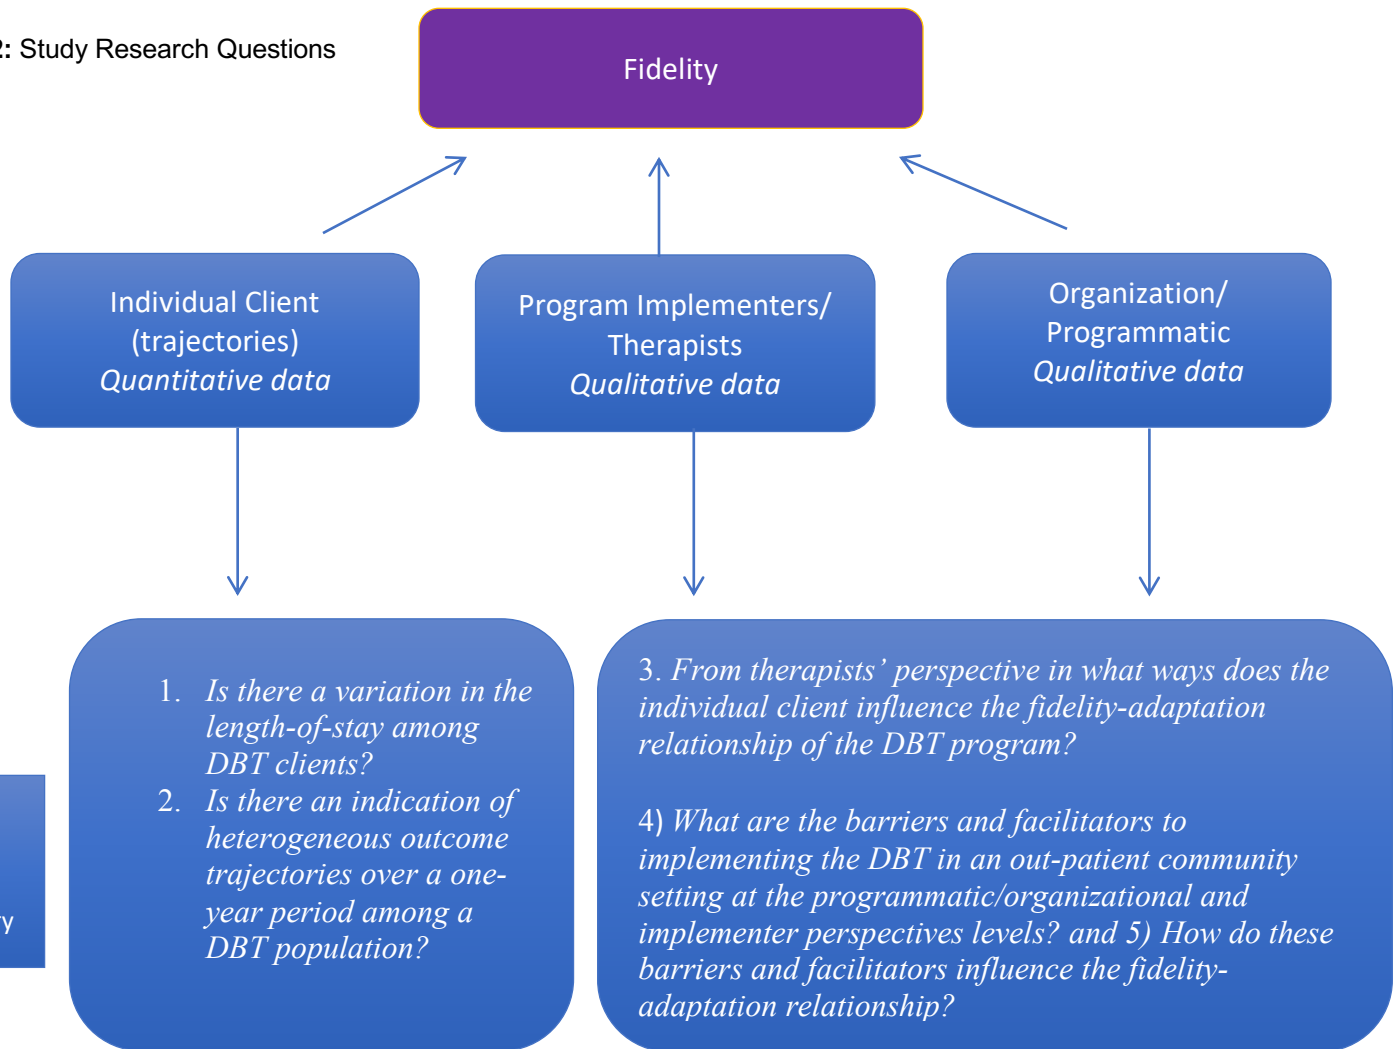 2: Study Research Questions
Fidelity
Individual Client
(trajectories)
Quantitative data
Program Implementers/
Therapists
Qualitative data
Organization/
Programmatic
Qualitative data
1. Is there a variation in the
length-of-stay among
DBT clients?
2. Is there an indication of
heterogeneous outcome
trajectories over a one-
year period among a
DBT population?
3. From therapists’ perspective in what ways does the
individual client influence the fidelity-adaptation
relationship of the DBT program?
4) What are the barriers and facilitators to
implementing the DBT in an out-patient community
setting at the programmatic/organizational and
implementer perspectives levels? and 5) How do these
barriers and facilitators influence the fidelity-
adaptation relationship?